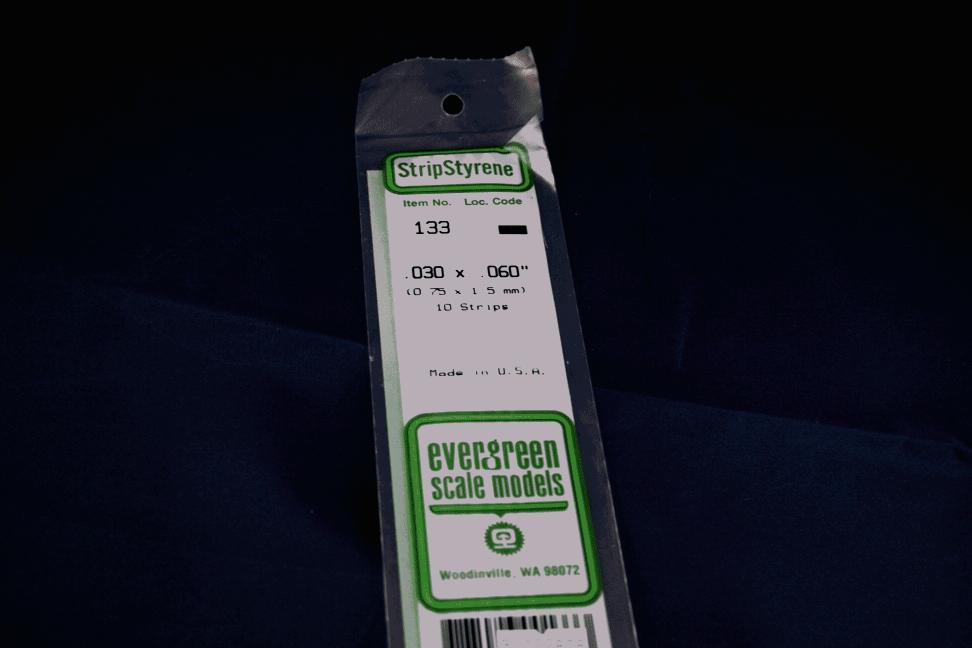 StripStyrene
Item No. Loc. Code
133
.030 x .060"
(0.75 x 1.5 mm)
10 Strips
Made in U.S.A.
evergreen
scale models
Woodinville, WA 98072